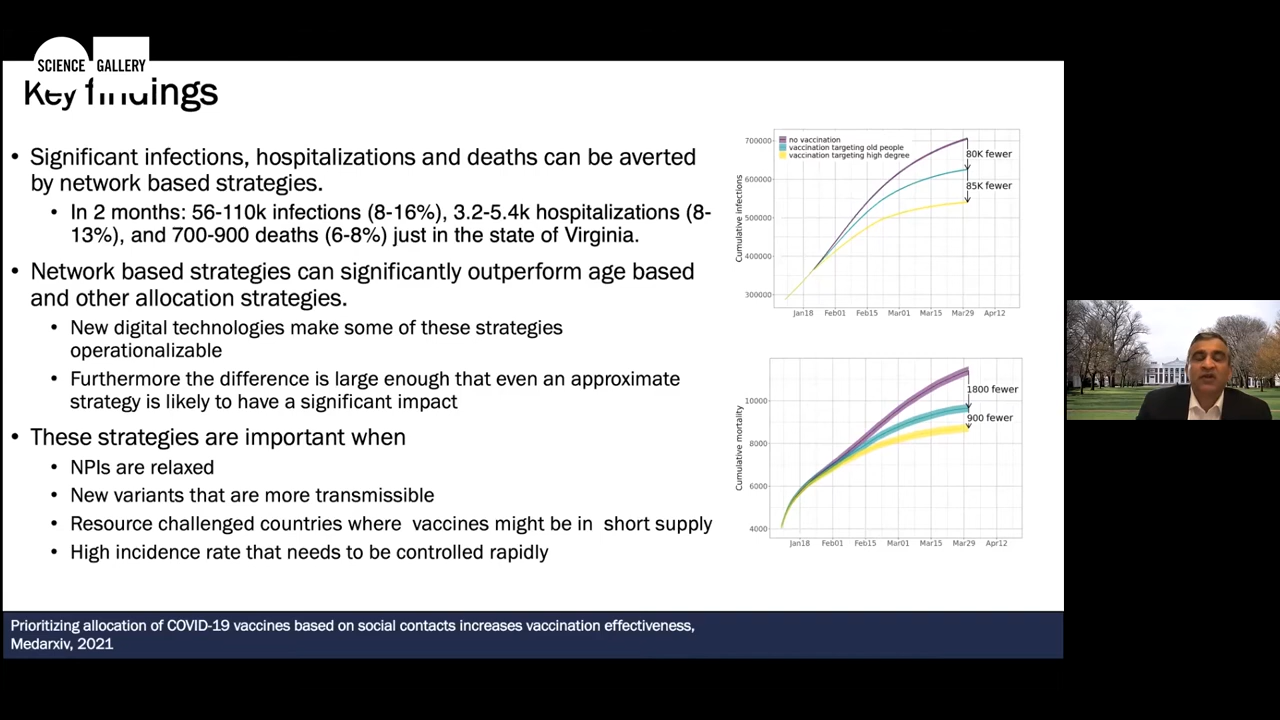 SCIENCE GALLERY
Key findings
• Significant infections, hospitalizations and deaths can be averted
by network based strategies.
• In 2 months: 56-110k infections (8-16%), 3.2-5.4k hospitalizations (8-
13%), and 700-900 deaths (6-8%) just in the state of Virginia.
• Network based strategies can significantly outperform age based
and other allocation strategies.
• New digital technologies make some of these strategies
operationalizable
• Furthermore the difference is large enough that even an approximate
strategy is likely to have a significant impact
• These strategies are important when
• NPIs are relaxed
• New variants that are more transmissible
• Resource challenged countries where vaccines might be in short supply
• High incidence rate that needs to be controlled rapidly
Cumulative infections
700000
600000
500000
400000
300000
no vaccination
vaccination targeting old people
vaccination targeting high degree
80K fewer
85K fewer
Jan18 Feb01 Feb15 Mar01 Mar15 Mar29 Apr12
Cumulative mortality
10000
8000
6000
4000
1800 fewer
900 fewer
Jan18 Feb01 Feb15 Mar01 Mar15 Mar29 Apr12
Prioritizing allocation of COVID-19 vaccines based on social contacts increases vaccination effectiveness,
Medarxiv, 2021